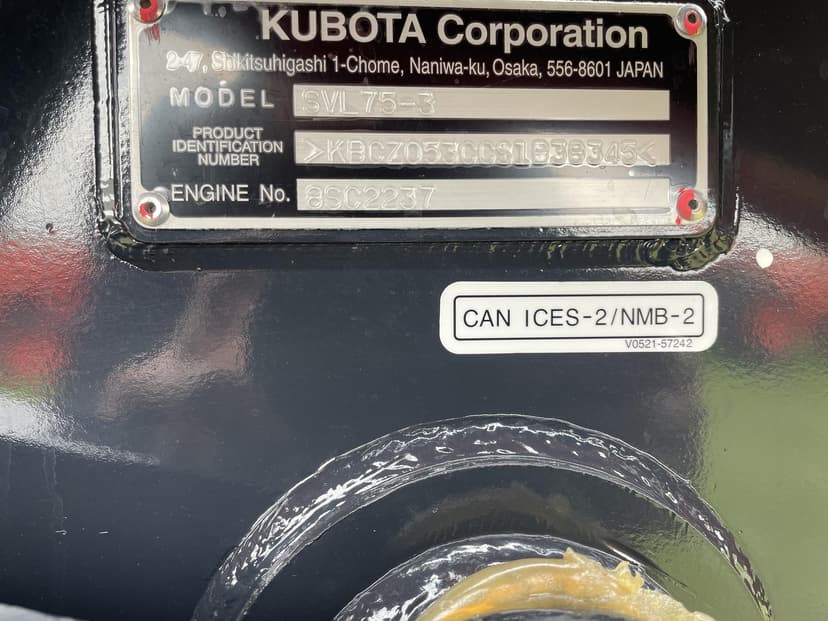 KUBOTA Corporation
2-47, Shikitsuhigashi 1-Chome, Naniwa-ku, Osaka, 556-8601 JAPAN
MODEL SVL75-3
PRODUCT
IDENTIFICATION
NUMBER
ENGINE No. 8SC2237
CAN ICES-2/NMB-2
V0521-57242